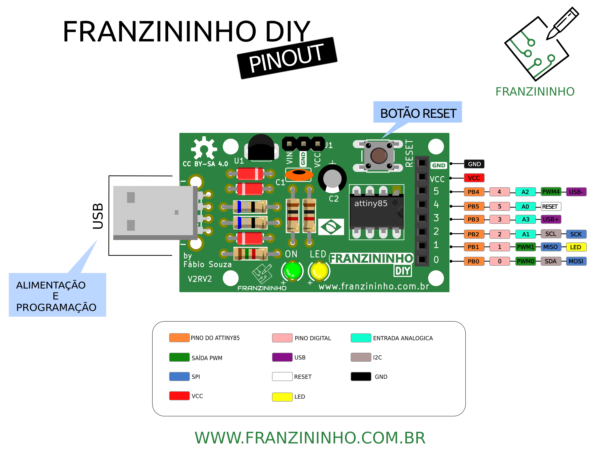 FRANZININHO DIY
PINOUT
FRANZININHO
BOTÃO RESET
CC BY-SA 4.0
U1
VIN
GND
VCC
J1
RESET
C1
C2
attiny85
USB
ON
LED
by
Fábio Souza
V2RV2
FRANZININHO
FRANZININHO
DIY
www.franzininho.com.br
ALIMENTAÇÃO
E
PROGRAMAÇÃO
GND GND
VCC VCC
5 PB4 4 A2 PWM4 USB-
4 PB5 5 A0 RESET
3 PB3 3 A3 USB+
2 PB2 2 A1 SCL SCK
1 PB1 1 PWM1 MISO LED
0 PB0 0 PWM0 SDA MOSI
PINO DO ATTINY85 PINO DIGITAL ENTRADA ANALOGICA
SAÍDA PWM USB I2C
SPI RESET GND
VCC LED
WWW.FRANZININHO.COM.BR